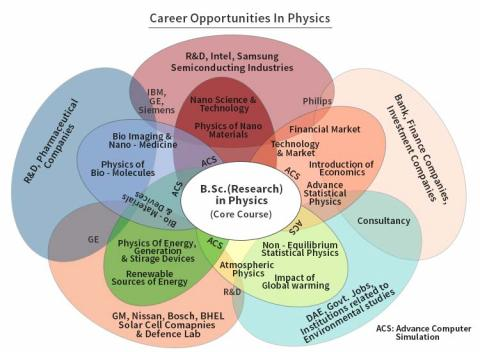 Career Opportunities In Physics
R&D, Intel, Samsung
Semiconducting Industries
IBM,
GE,
Siemens
Philips
Nano Science &
Technology
Physics of Nano
Materials
ACS
R&D, Pharmaceutical
Companies
Bio Imaging &
Nano - Medicine
Physics of
Bio - Molecules
ACS
Bio - Materials
& Devices
Financial Market
Technology
& Market
Introduction of
Economics
ACS
Advance
Statistical
Physics
Bank, Finance Companies,
Investment Companies
B.Sc.(Research)
in Physics
(Core Course)
Consultancy
GE
Physics Of Energy,
Generation
& Strage Devices
Renewable
Sources of Energy
ACS
ACS
Non - Equilibrium
Statistical Physics
Atmospheric
Physics
Impact of
Global warming
R&D
GM, Nissan, Bosch, BHEL
Solar Cell Comapnies
& Defence Lab
DAE, Govt, Jobs,
Institutions related to
Environmental studies
ACS: Advance Computer
Simulation